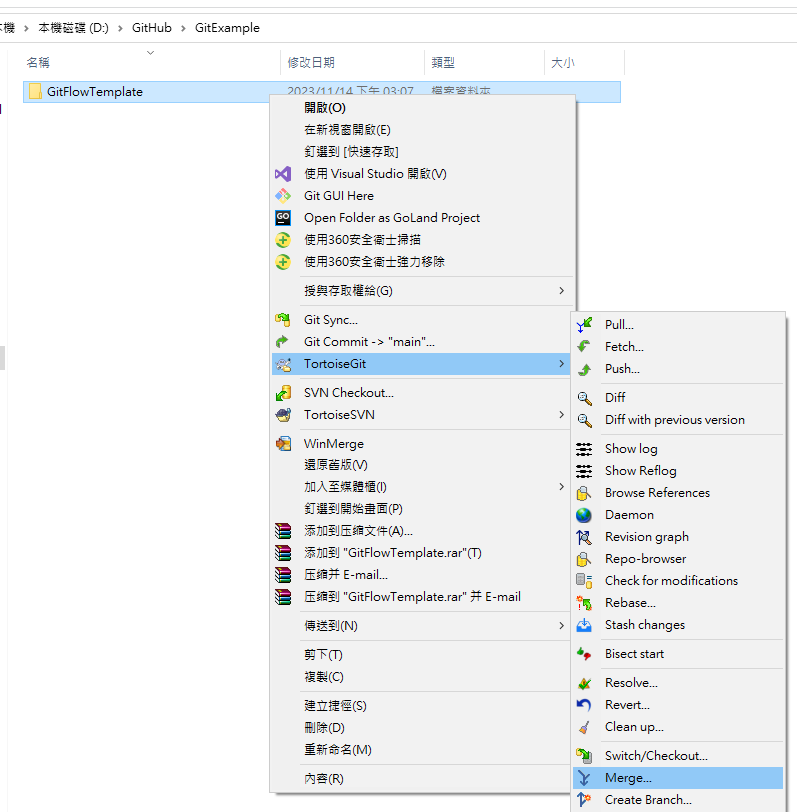 本機 › 本機磁碟 (D:) › GitHub › GitExample
名稱 修改日期 類型 大小
GitFlowTemplate 2023/11/14 下午 03:07 檔案資料夾
開啟(O)
在新視窗開啟(E)
釘選到 [快速存取]
使用 Visual Studio 開啟(V)
Git GUI Here
GO Open Folder as GoLand Project
使用360安全衛士掃描
使用360安全衛士強力移除
授與存取權給(G)
Git Sync...
Git Commit -> "main"...
TortoiseGit
SVN Checkout...
TortoiseSVN
WinMerge
還原舊版(V)
加入至媒體櫃(I)
釘選到開始畫面(P)
添加到压缩文件(A)...
添加到 "GitFlowTemplate.rar"(T)
压缩并 E-mail...
压缩到 "GitFlowTemplate.rar" 并 E-mail
傳送到(N)
剪下(T)
複製(C)
建立捷徑(S)
刪除(D)
重新命名(M)
內容(R)
Pull...
Fetch...
Push...
Diff
Diff with previous version
Show log
Show Reflog
Browse References
Daemon
Revision graph
Repo-browser
Check for modifications
Rebase...
Stash changes
Bisect start
Resolve...
Revert...
Clean up...
Switch/Checkout...
Merge...
Create Branch...